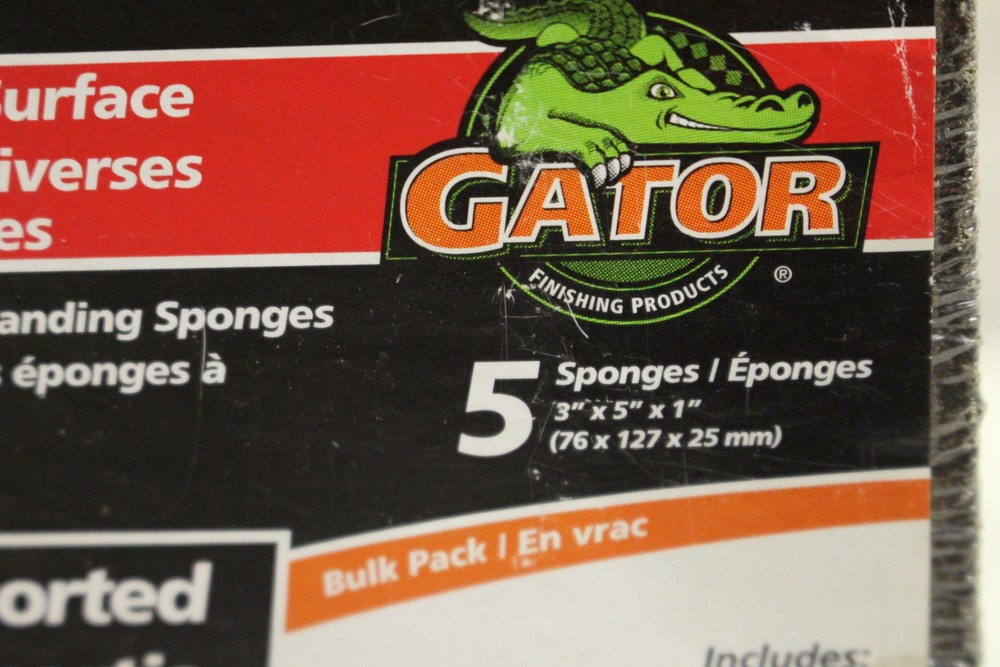 urface
iverses
es
GATOR
FINISHING PRODUCTS
®
anding Sponges
éponges à
5
Sponges / Éponges
3" x 5" x 1"
(76 x 127 x 25 mm)
Bulk Pack / En vrac
orted
Includes: